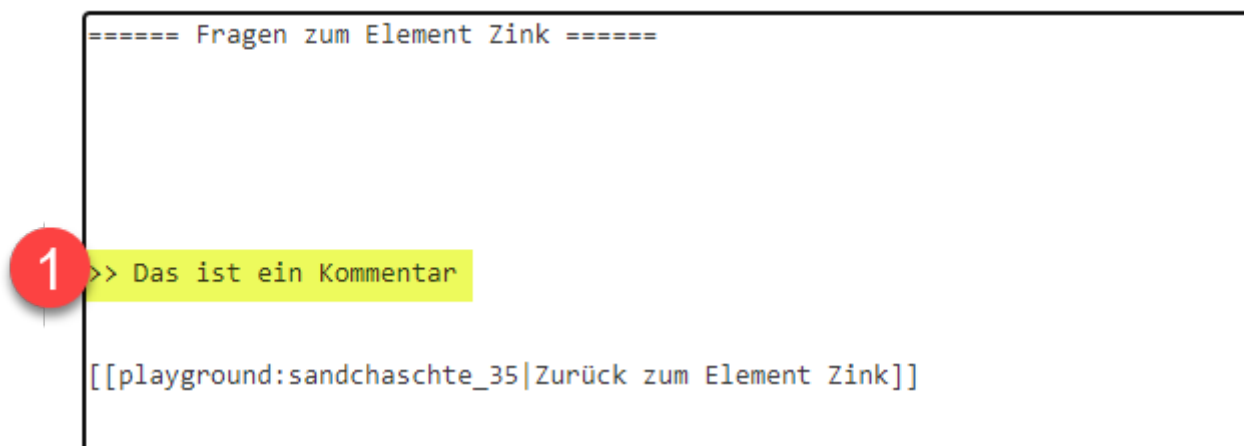 ====== Fragen zum Element Zink ======
1
>> Das ist ein Kommentar
[[playground:sandchaschte_35|Zurück zum Element Zink]]